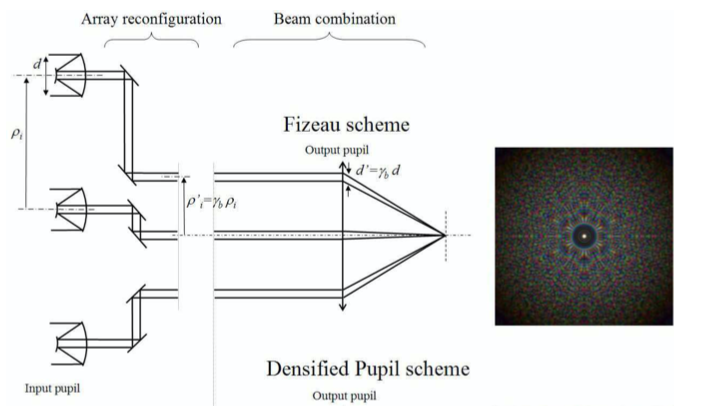 Array reconfiguration
Beam combination
d
ρi
Fizeau scheme
Output pupil
d'=γb d
ρ'i=γb ρi
Densified Pupil scheme
Input pupil
Output pupil